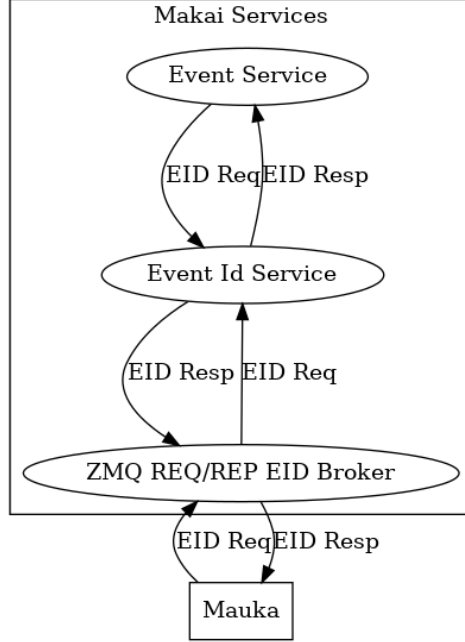 Makai Services
Event Service
EID Req
EID Resp
Event Id Service
EID Resp
EID Req
ZMQ REQ/REP EID Broker
EID Req
EID Resp
Mauka